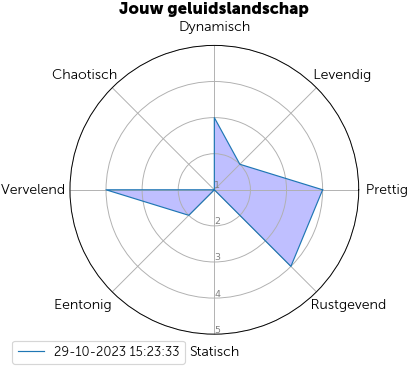 Jouw geluidslandschap
Dynamisch
Chaotisch
Levendig
Vervelend
1
Prettig
2
3
4
Eentonig
Rustgevend
5
29-10-2023 15:23:33
Statisch